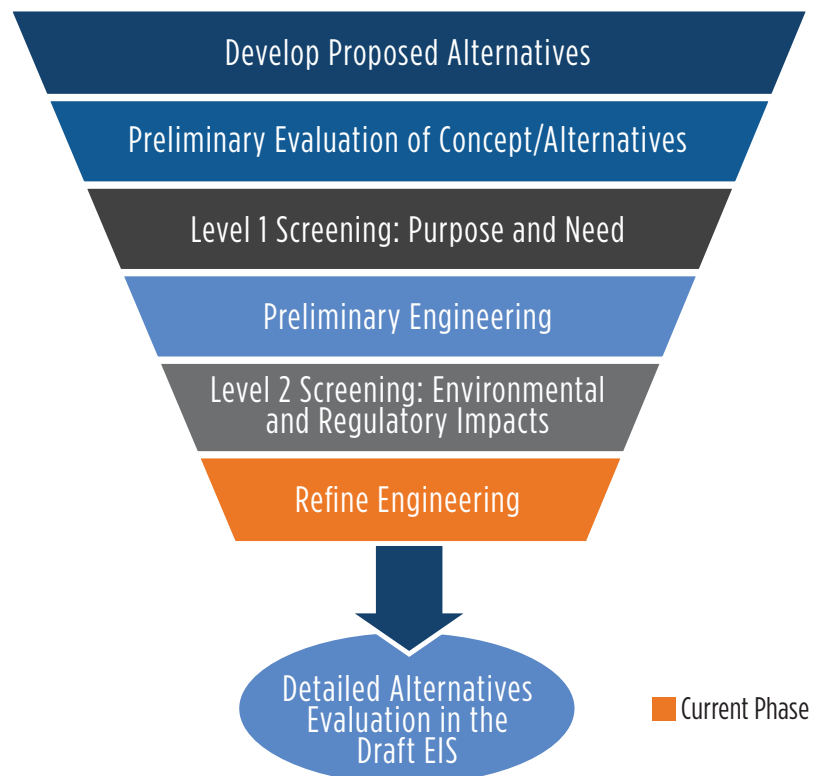 Develop Proposed Alternatives
Preliminary Evaluation of Concept/Alternatives
Level 1 Screening: Purpose and Need
Preliminary Engineering
Level 2 Screening: Environmental
and Regulatory Impacts
Refine Engineering
Detailed Alternatives
Evaluation in the
Draft EIS
Current Phase